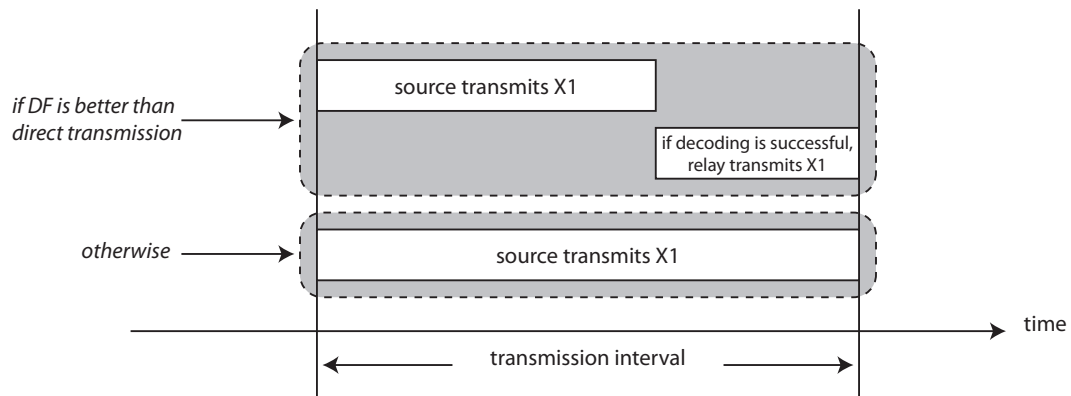 source transmits X1
if DF is better than
direct transmission
if decoding is successful,
relay transmits X1
otherwise
source transmits X1
time
transmission interval